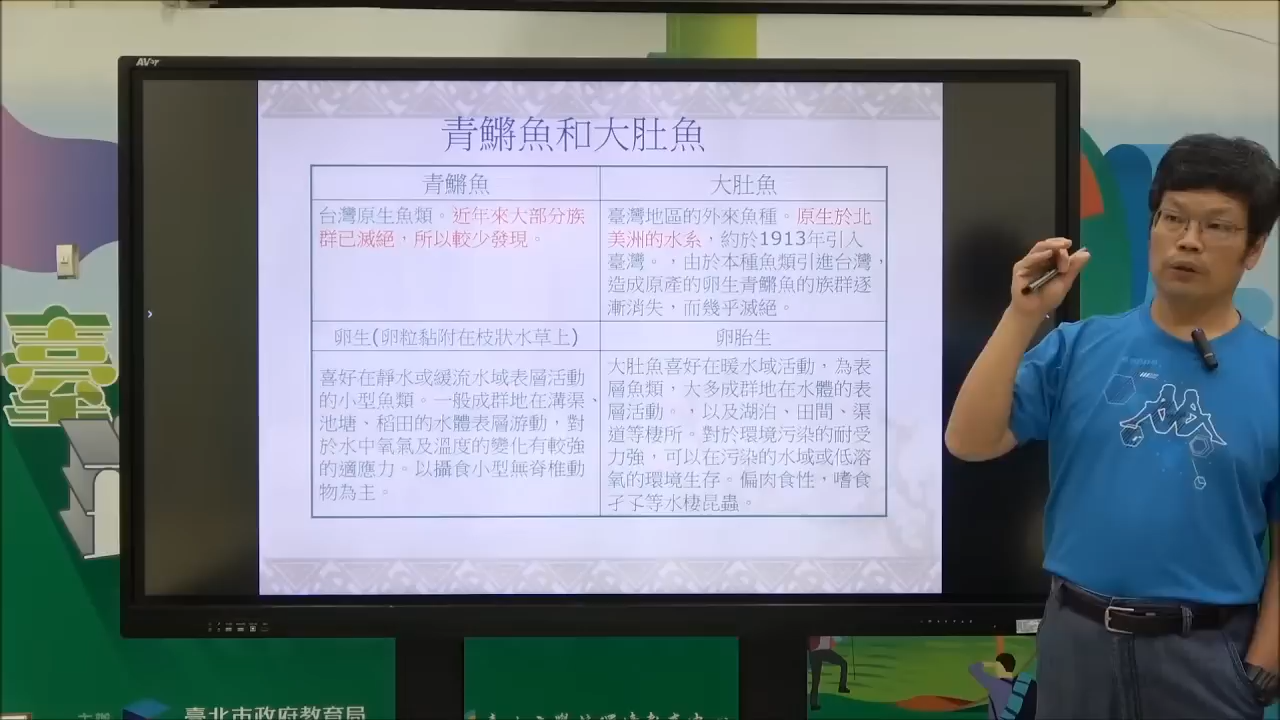 AVer
青鱂魚和大肚魚
青鱂魚
大肚魚
台灣原生魚類。近年來大部分族
群已滅絕，所以較少發現。
臺灣地區的外來魚種。原生於北
美洲的水系，約於1913年引入
臺灣。，由於本種魚類引進台灣，
造成原產的卵生青鱂魚的族群逐
漸消失，而幾乎滅絕。
卵生(卵粒黏附在枝狀水草上)
卵胎生
喜好在靜水或緩流水域表層活動
的小型魚類。一般成群地在溝渠、
池塘、稻田的水體表層游動，對
於水中氧氣及溫度的變化有較強
的適應力。以攝食小型無脊椎動
物為主。
大肚魚喜好在暖水域活動，為表
層魚類，大多成群地在水體的表
層活動。，以及湖泊、田間、渠
道等棲所。對於環境污染的耐受
力強，可以在污染的水域或低溶
氧的環境生存。偏肉食性，嗜食
孑孓等水棲昆蟲。
臺
主辦
臺北市政府教育局